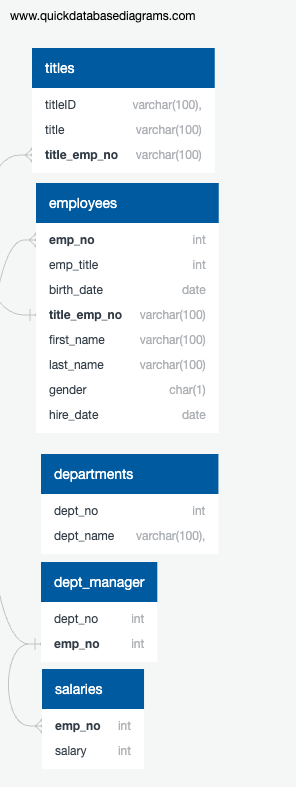 www.quickdatabasediagrams.com
titles
titleID varchar(100),
title varchar(100)
title_emp_no varchar(100)
employees
emp_no int
emp_title int
birth_date date
title_emp_no varchar(100)
first_name varchar(100)
last_name varchar(100)
gender char(1)
hire_date date
departments
dept_no int
dept_name varchar(100),
dept_manager
dept_no int
emp_no int
salaries
emp_no int
salary int